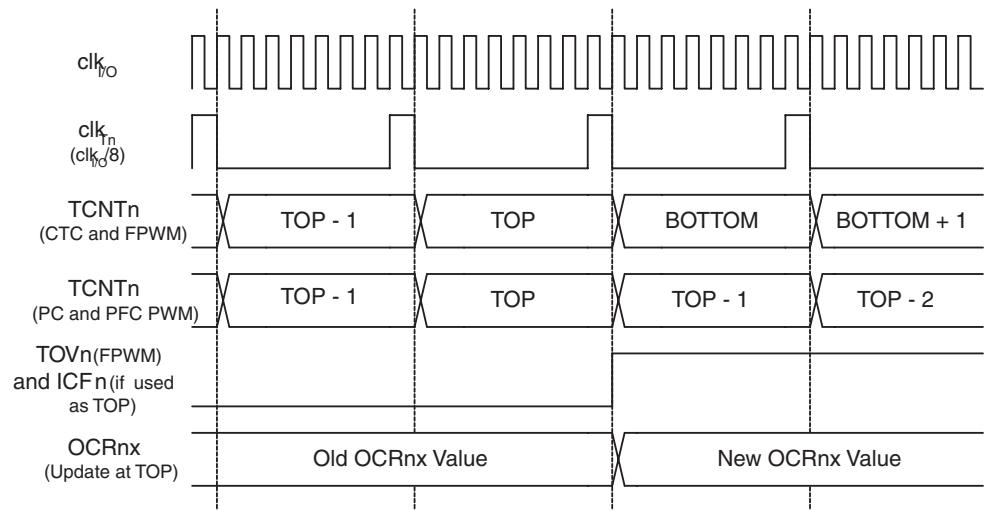 clkI/O
clkTn
(clkI/O/8)
TCNTn
(CTC and FPWM)
TOP - 1
TOP
BOTTOM
BOTTOM + 1
TCNTn
(PC and PFC PWM)
TOP - 1
TOP
TOP - 1
TOP - 2
TOVn(FPWM)
and ICFn(if used
as TOP)
OCRnx
(Update at TOP)
Old OCRnx Value
New OCRnx Value